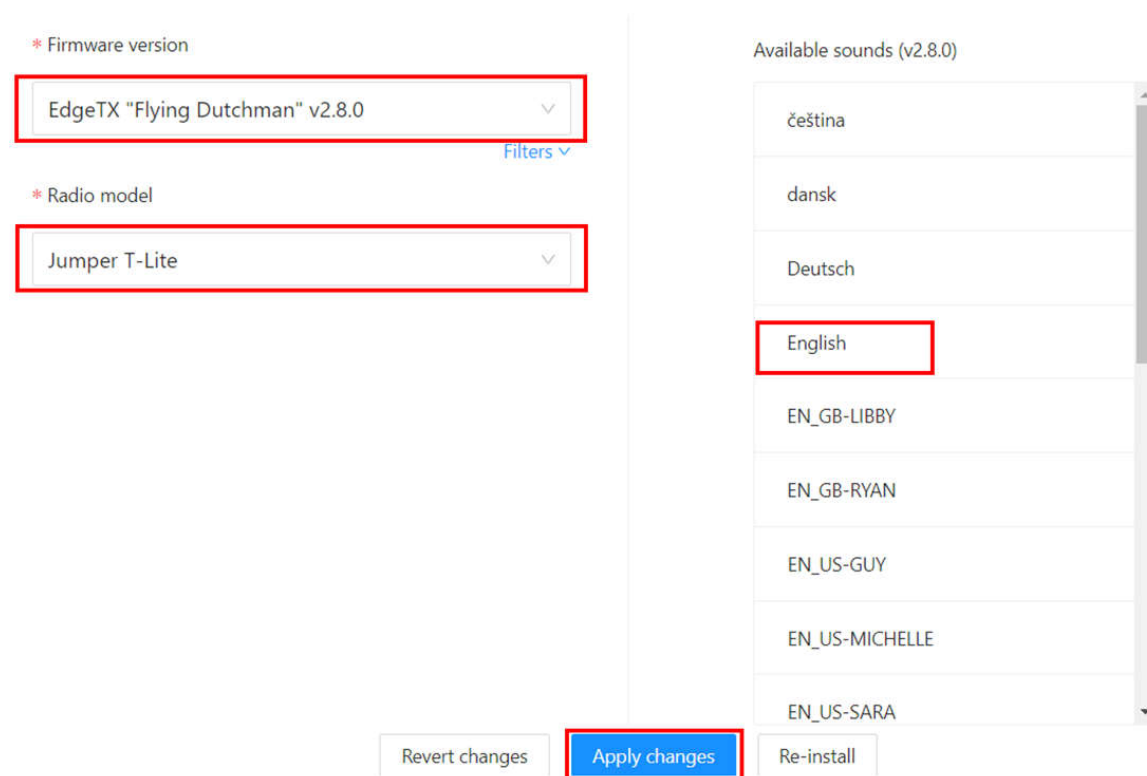 * Firmware version
EdgeTX "Flying Dutchman" v2.8.0
Filters
* Radio model
Jumper T-Lite
Available sounds (v2.8.0)
čeština
dansk
Deutsch
English
EN_GB-LIBBY
EN_GB-RYAN
EN_US-GUY
EN_US-MICHELLE
EN_US-SARA
Revert changes
Apply changes
Re-install